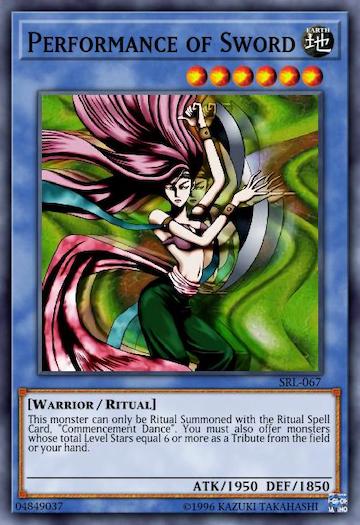 PERFORMANCE OF SWORD
EARTH
地
SRL-067
[WARRIOR / RITUAL]
This monster can only be Ritual Summoned with the Ritual Spell
Card, "Commencement Dance". You must also offer monsters
whose total Level Stars equal 6 or more as a Tribute from the field
or your hand.
ATK/1950 DEF/1850
04849037
©1996 KAZUKI TAKAHASHI